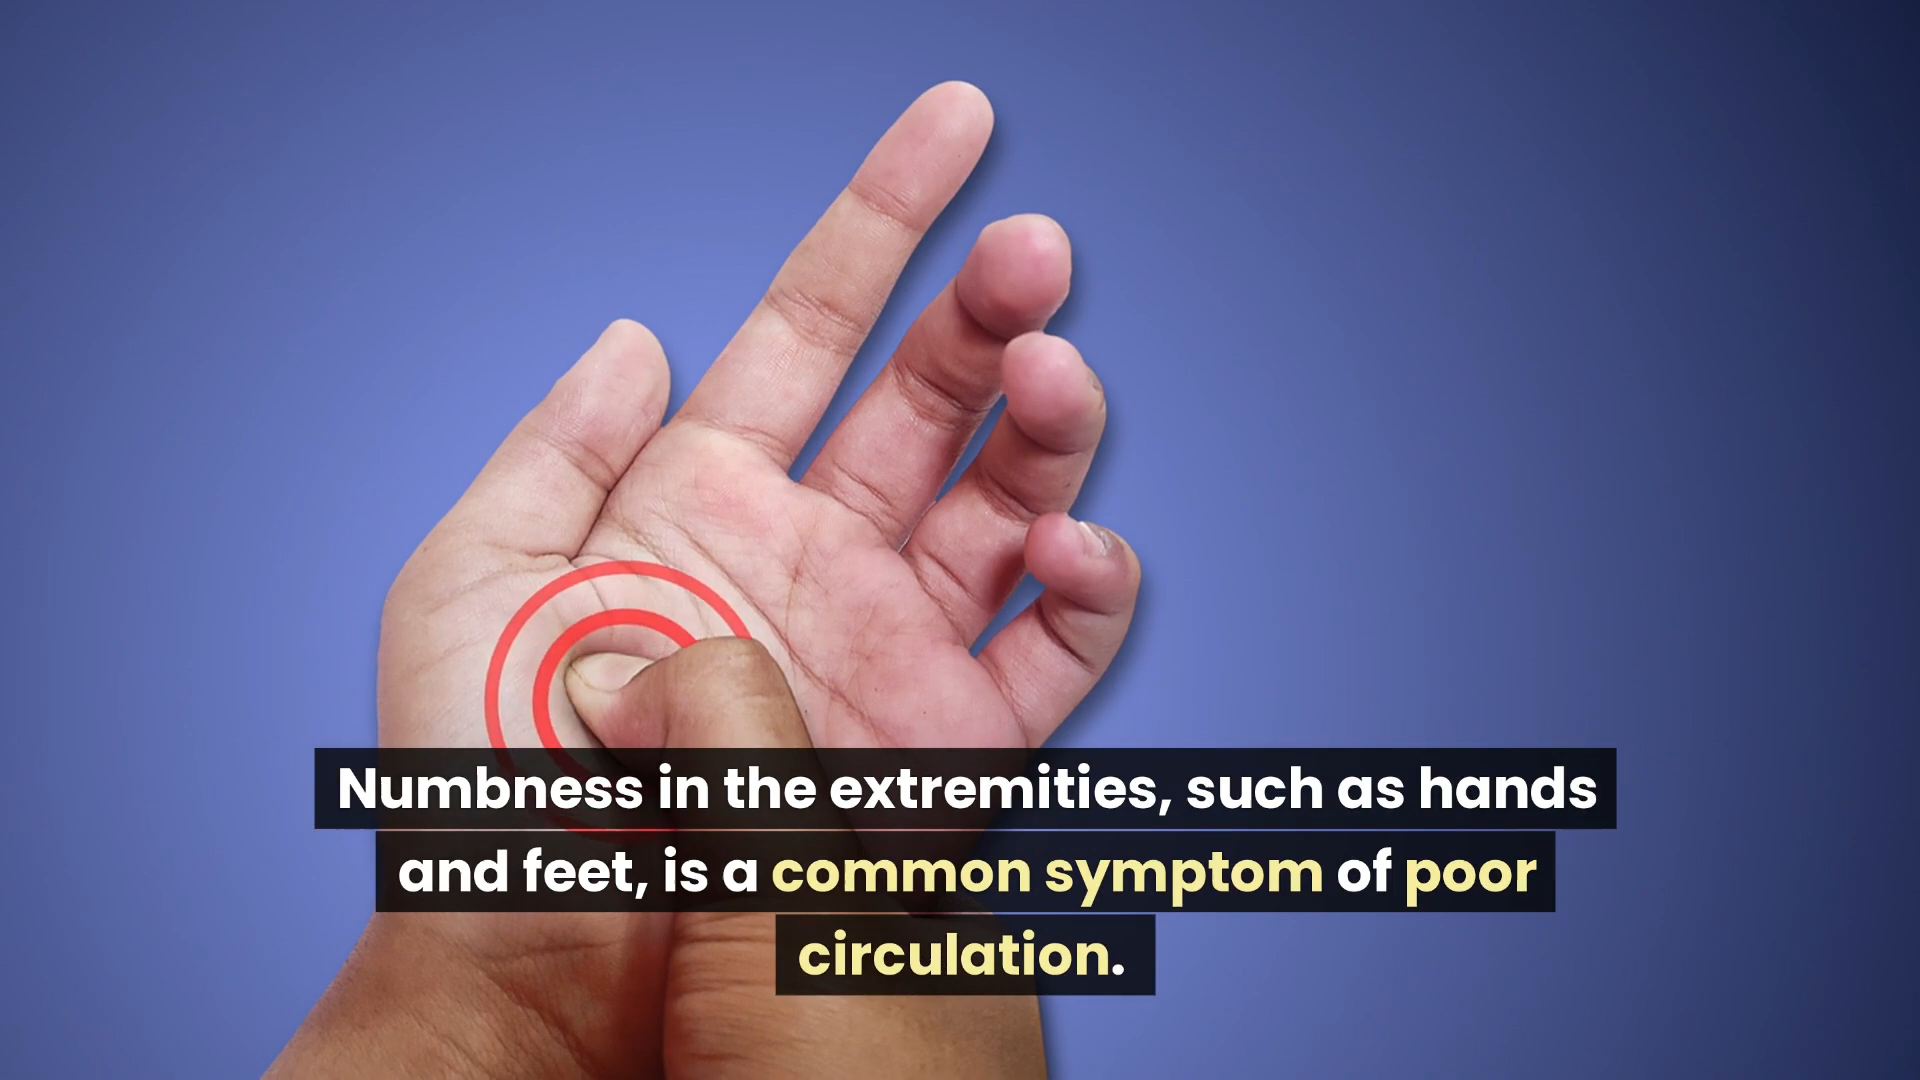 Numbness in the extremities, such as hands
and feet, is a common symptom of poor
circulation.